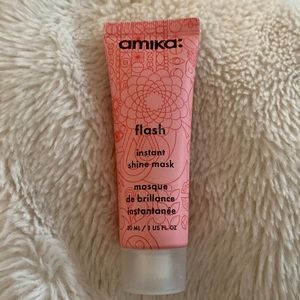 amika:
flash
instant
shine mask
masque
de brillance
instantanée
30 ML / 1 US FL OZ